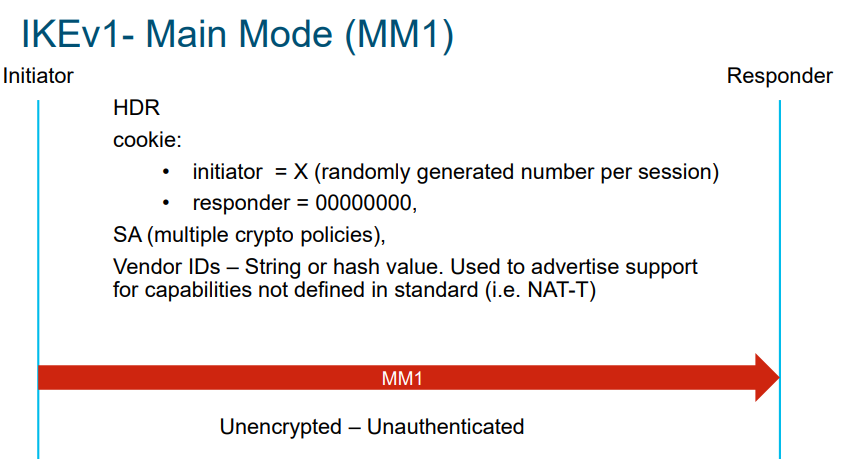 IKEv1- Main Mode (MM1)
Initiator
Responder
HDR
cookie:
• initiator = X (randomly generated number per session)
• responder = 00000000,
SA (multiple crypto policies),
Vendor IDs – String or hash value. Used to advertise support
for capabilities not defined in standard (i.e. NAT-T)
MM1
Unencrypted – Unauthenticated